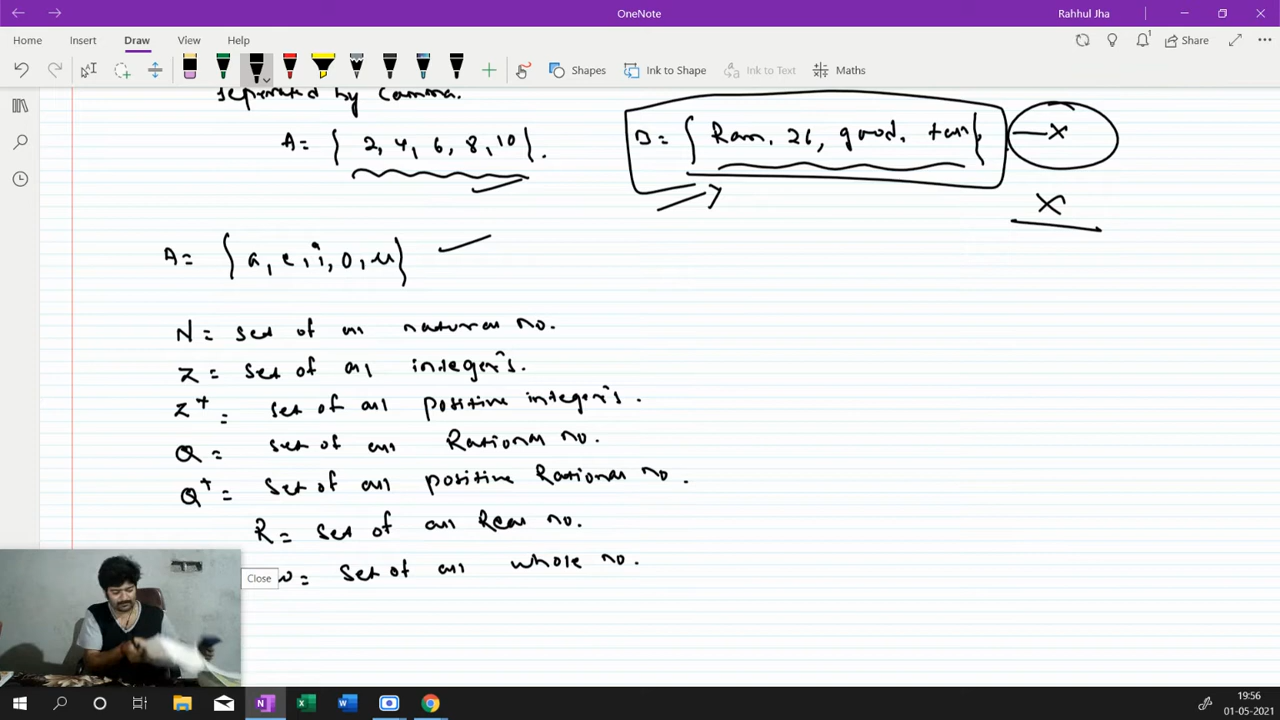 OneNote
Rahhul Jha
Home Insert Draw View Help
Share
Shapes Ink to Shape Ink to Text Maths
separated by Comma.
A= { 2, 4, 6, 8, 10}.
B= { Ram, 26, good, tan} —x
x
A= {a, e, i, o, u}
N= set of all natural no.
Z= set of all integer's.
Z+ = set of all positive integer's.
Q= set of all Rational no.
Q+ = set of all positive Rational no.
R= set of all Real no.
w= set of all whole no.
Close
19:56
01-05-2021